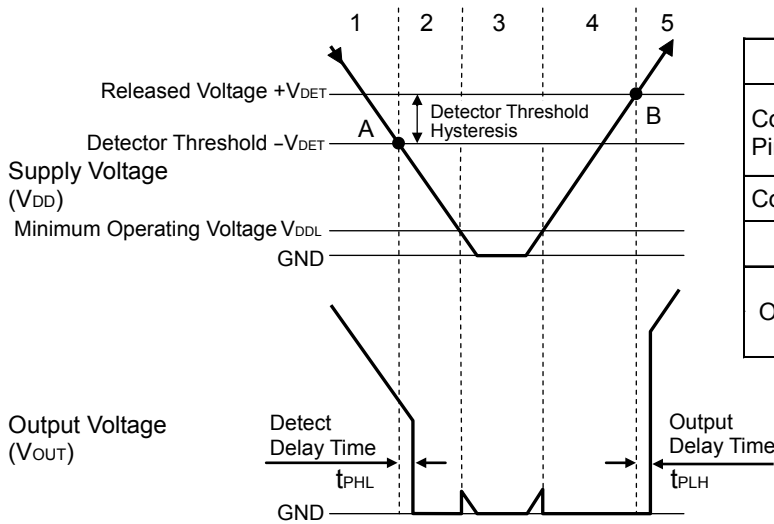 1 2 3 4 5
Released Voltage +VDET
Detector Threshold
Hysteresis
A
B
Detector Threshold –VDET
Supply Voltage
(VDD)
Minimum Operating Voltage VDDL
GND
Output Voltage
(VOUT)
Detect
Delay Time
tPHL
Output
Delay Time
tPLH
GND